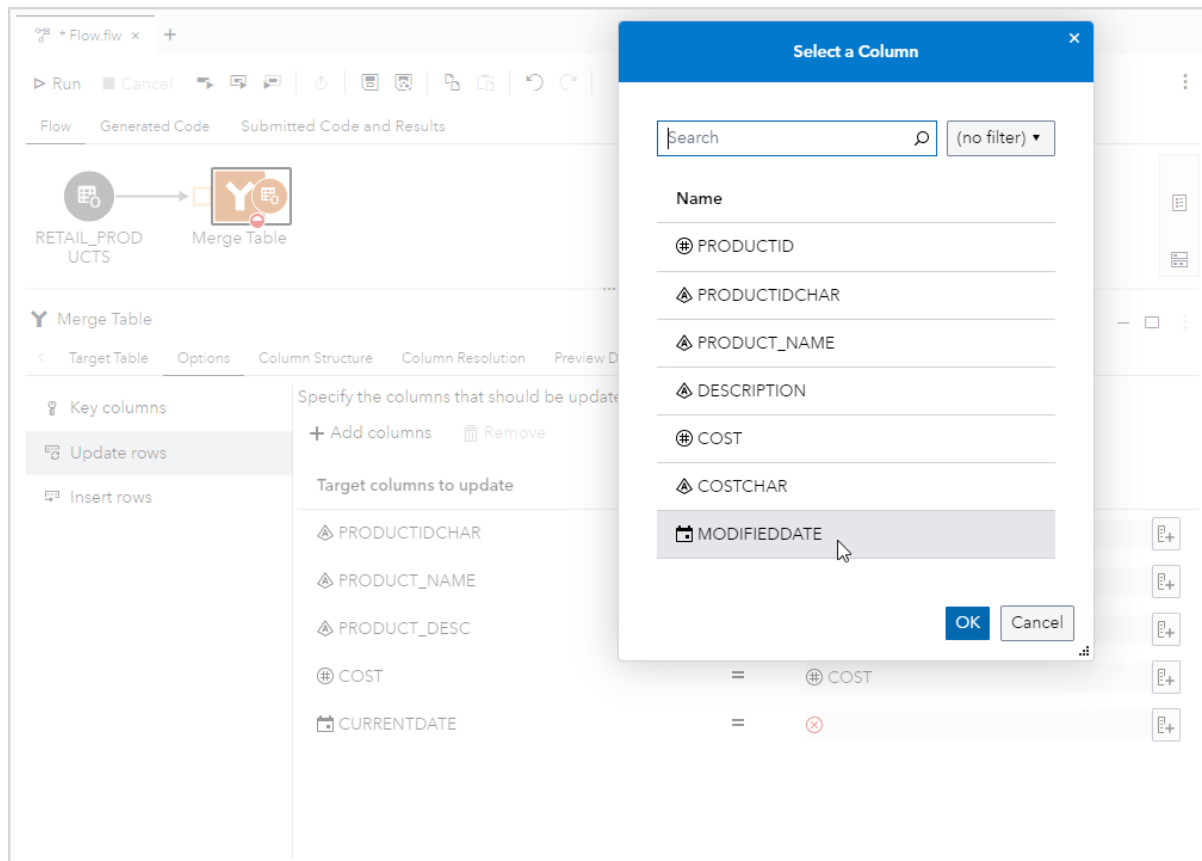 * Flow.flw × +
Run Cancel
Flow Generated Code Submitted Code and Results
RETAIL_PROD
UCTS
Merge Table
Merge Table
Target Table Options Column Structure Column Resolution Preview D
Key columns
Update rows
Insert rows
Specify the columns that should be update
+ Add columns Remove
Target columns to update
PRODUCTIDCHAR
PRODUCT_NAME
PRODUCT_DESC
COST = COST
CURRENTDATE =
Select a Column
Search (no filter)
Name
PRODUCTID
PRODUCTIDCHAR
PRODUCT_NAME
DESCRIPTION
COST
COSTCHAR
MODIFIEDDATE
OK Cancel